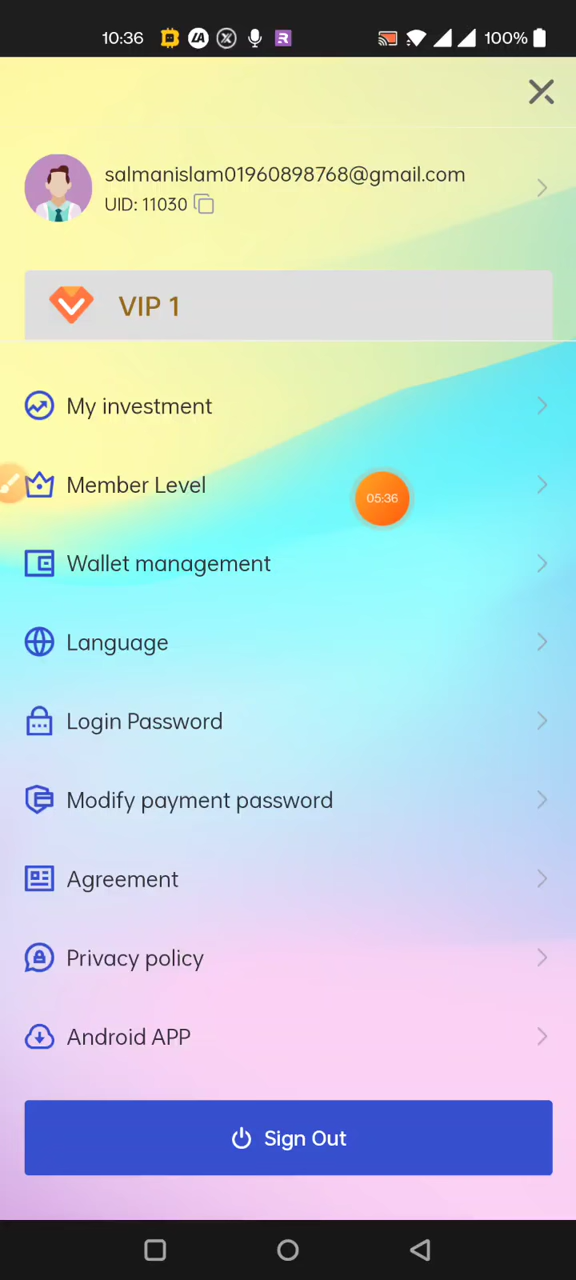 10:36
100%
salmanislam01960898768@gmail.com
UID: 11030
VIP 1
My investment
Member Level
05:36
Wallet management
Language
Login Password
Modify payment password
Agreement
Privacy policy
Android APP
Sign Out